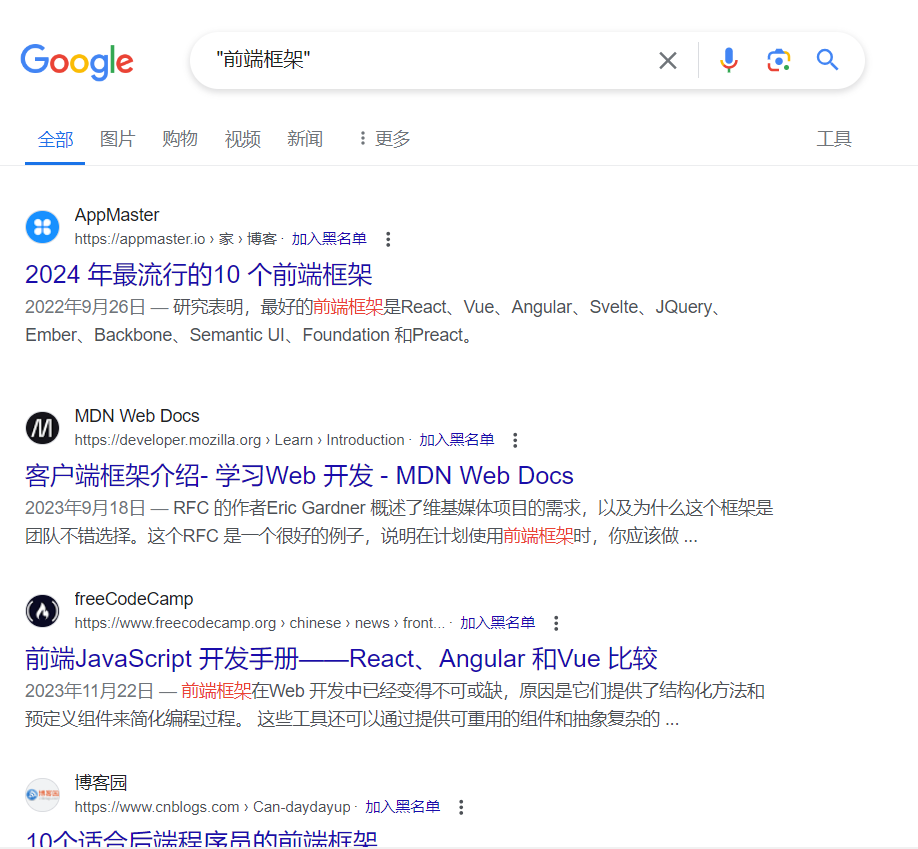 Google
"前端框架"
全部 图片 购物 视频 新闻 更多 工具
AppMaster
https://appmaster.io › 家 › 博客 · 加入黑名单
2024 年最流行的10 个前端框架
2022年9月26日 — 研究表明，最好的前端框架是React、Vue、Angular、Svelte、JQuery、
Ember、Backbone、Semantic UI、Foundation 和Preact。
MDN Web Docs
https://developer.mozilla.org › Learn › Introduction · 加入黑名单
客户端框架介绍- 学习Web 开发 - MDN Web Docs
2023年9月18日 — RFC 的作者Eric Gardner 概述了维基媒体项目的需求，以及为什么这个框架是
团队不错选择。这个RFC 是一个很好的例子，说明在计划使用前端框架时，你应该做 ...
freeCodeCamp
https://www.freecodecamp.org › chinese › news › front... · 加入黑名单
前端JavaScript 开发手册——React、Angular 和Vue 比较
2023年11月22日 — 前端框架在Web 开发中已经变得不可或缺，原因是它们提供了结构化方法和
预定义组件来简化编程过程。 这些工具还可以通过提供可重用的组件和抽象复杂的 ...
博客园
https://www.cnblogs.com › Can-daydayup · 加入黑名单
10个适合后端程序员的前端框架